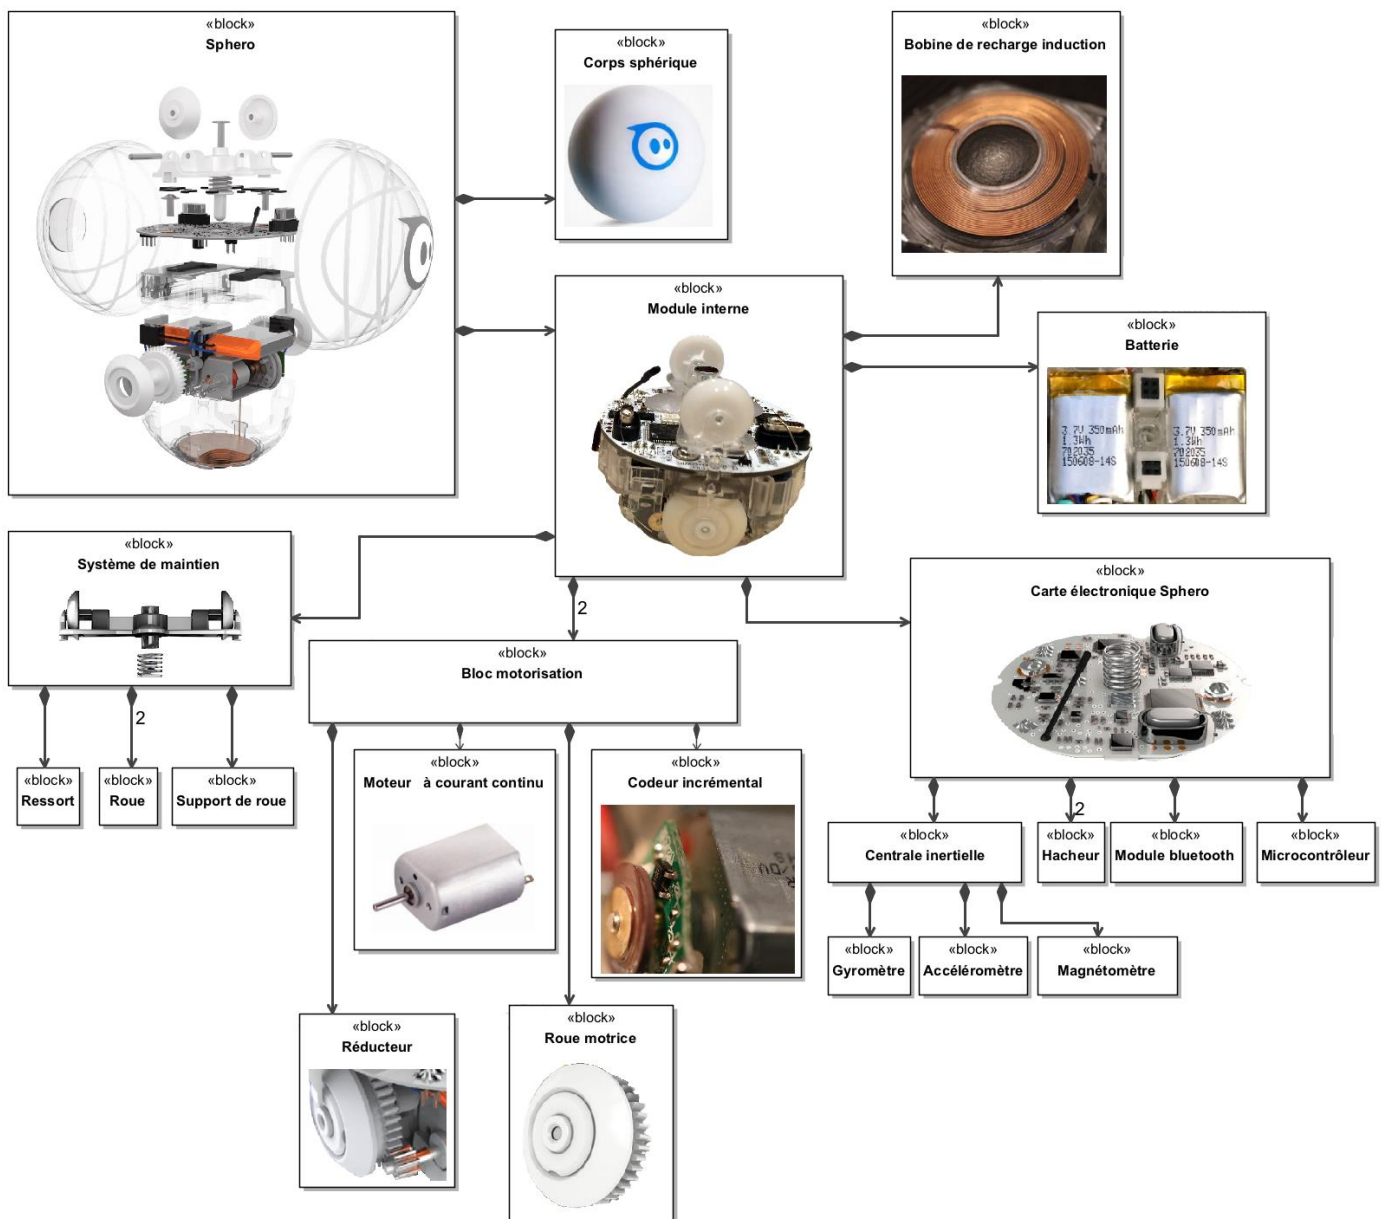 «block»
Sphero
«block»
Corps sphérique
«block»
Bobine de recharge induction
«block»
Module interne
«block»
Batterie
3.7V 350mAh
1.3Wh
702035
150608-14S
3.7V 350mAh
1.3Wh
702035
150608-14S
«block»
Système de maintien
2
«block»
Ressort
«block»
Roue
«block»
Support de roue
2
«block»
Bloc motorisation
«block»
Moteur à courant continu
«block»
Codeur incrémental
«block»
Réducteur
«block»
Roue motrice
«block»
Carte électronique Sphero
«block»
Centrale inertielle
2
«block»
Hacheur
«block»
Module bluetooth
«block»
Microcontrôleur
«block»
Gyromètre
«block»
Accéléromètre
«block»
Magnétomètre